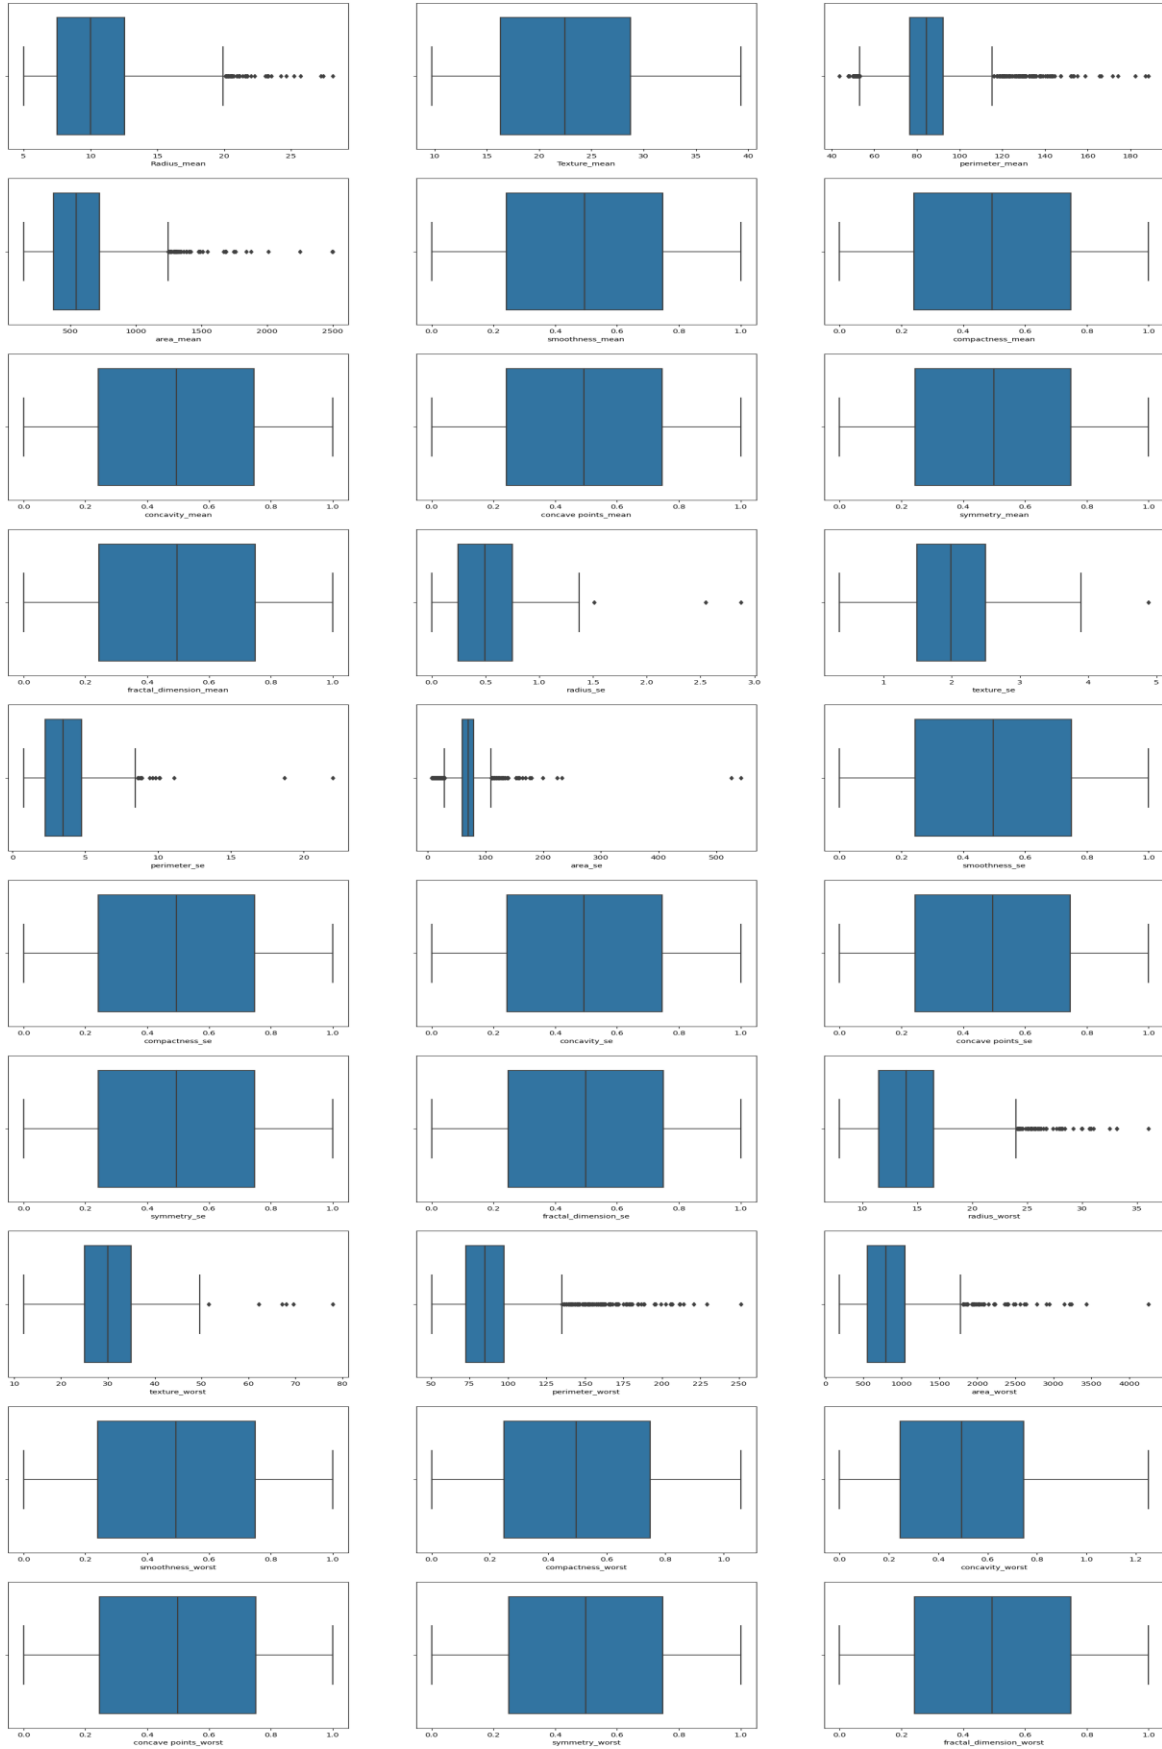 5 10 15 20 25
Radius_mean
10 15 20 25 30 35 40
Texture_mean
40 60 80 100 120 140 160 180
perimeter_mean
500 1000 1500 2000 2500
area_mean
0.0 0.2 0.4 0.6 0.8 1.0
smoothness_mean
0.0 0.2 0.4 0.6 0.8 1.0
compactness_mean
0.0 0.2 0.4 0.6 0.8 1.0
concavity_mean
0.0 0.2 0.4 0.6 0.8 1.0
concave points_mean
0.0 0.2 0.4 0.6 0.8 1.0
symmetry_mean
0.0 0.2 0.4 0.6 0.8 1.0
fractal_dimension_mean
0.0 0.5 1.0 1.5 2.0 2.5 3.0
radius_se
1 2 3 4 5
texture_se
0 5 10 15 20
perimeter_se
0 100 200 300 400 500
area_se
0.0 0.2 0.4 0.6 0.8 1.0
smoothness_se
0.0 0.2 0.4 0.6 0.8 1.0
compactness_se
0.0 0.2 0.4 0.6 0.8 1.0
concavity_se
0.0 0.2 0.4 0.6 0.8 1.0
concave points_se
0.0 0.2 0.4 0.6 0.8 1.0
symmetry_se
0.0 0.2 0.4 0.6 0.8 1.0
fractal_dimension_se
10 15 20 25 30 35
radius_worst
10 20 30 40 50 60 70 80
texture_worst
50 75 100 125 150 175 200 225 250
perimeter_worst
0 500 1000 1500 2000 2500 3000 3500 4000
area_worst
0.0 0.2 0.4 0.6 0.8 1.0
smoothness_worst
0.0 0.2 0.4 0.6 0.8 1.0
compactness_worst
0.0 0.2 0.4 0.6 0.8 1.0 1.2
concavity_worst
0.0 0.2 0.4 0.6 0.8 1.0
concave points_worst
0.0 0.2 0.4 0.6 0.8 1.0
symmetry_worst
0.0 0.2 0.4 0.6 0.8 1.0
fractal_dimension_worst